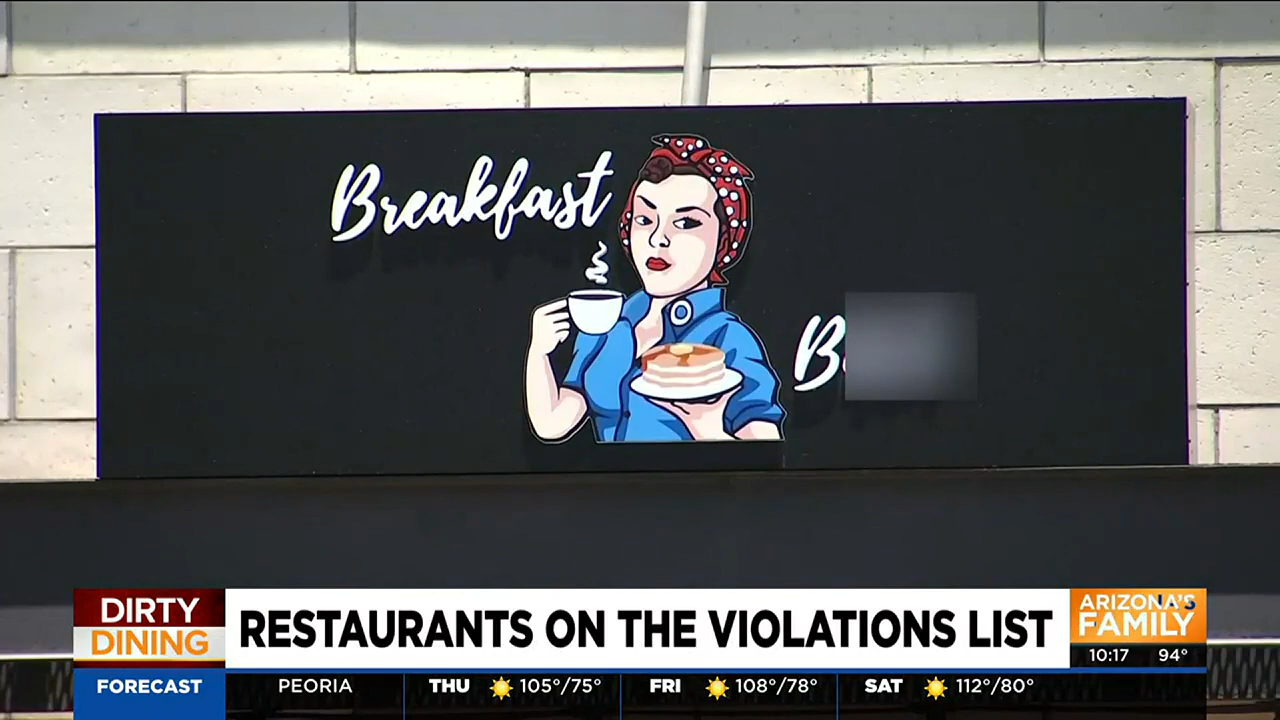 Breakfast
DIRTY
DINING
RESTAURANTS ON THE VIOLATIONS LIST
ARIZONA'S
FAMILY
10:17 94°
FORECAST PEORIA THU 105°/75° FRI 108°/78° SAT 112°/80°